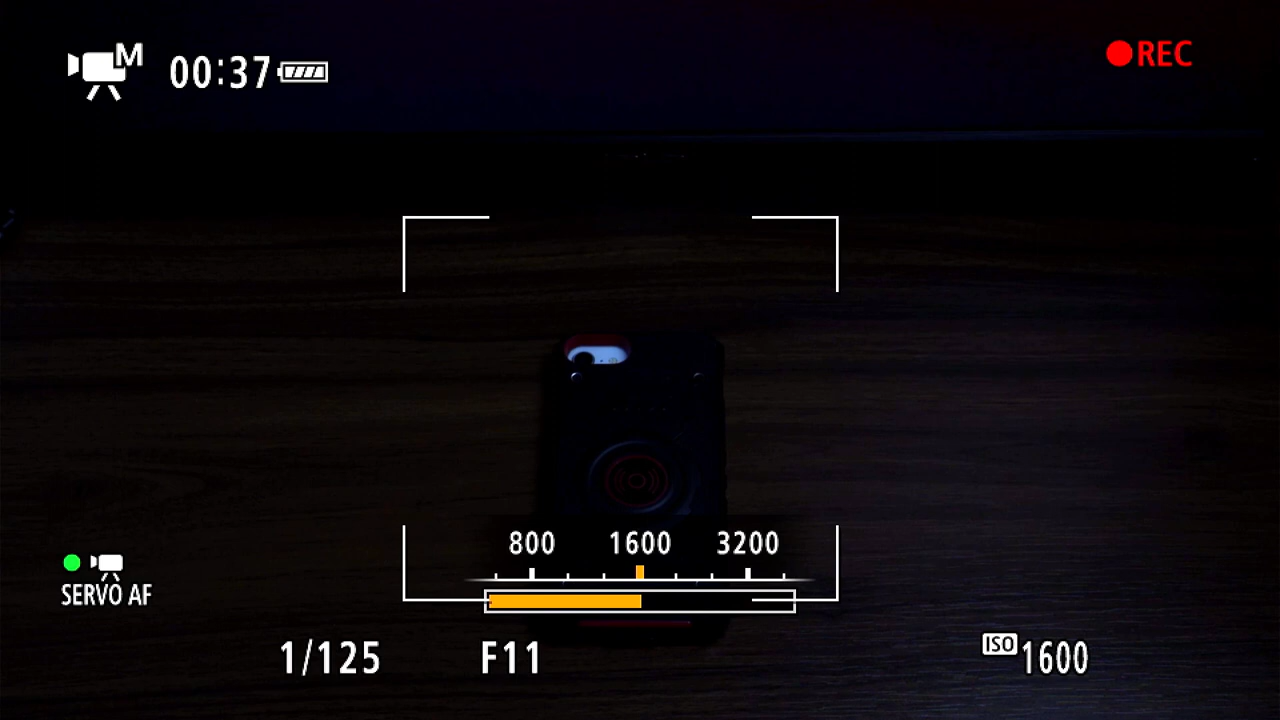 M
00:37
REC
800 1600 3200
SERVO AF
1/125 F11 ISO 1600